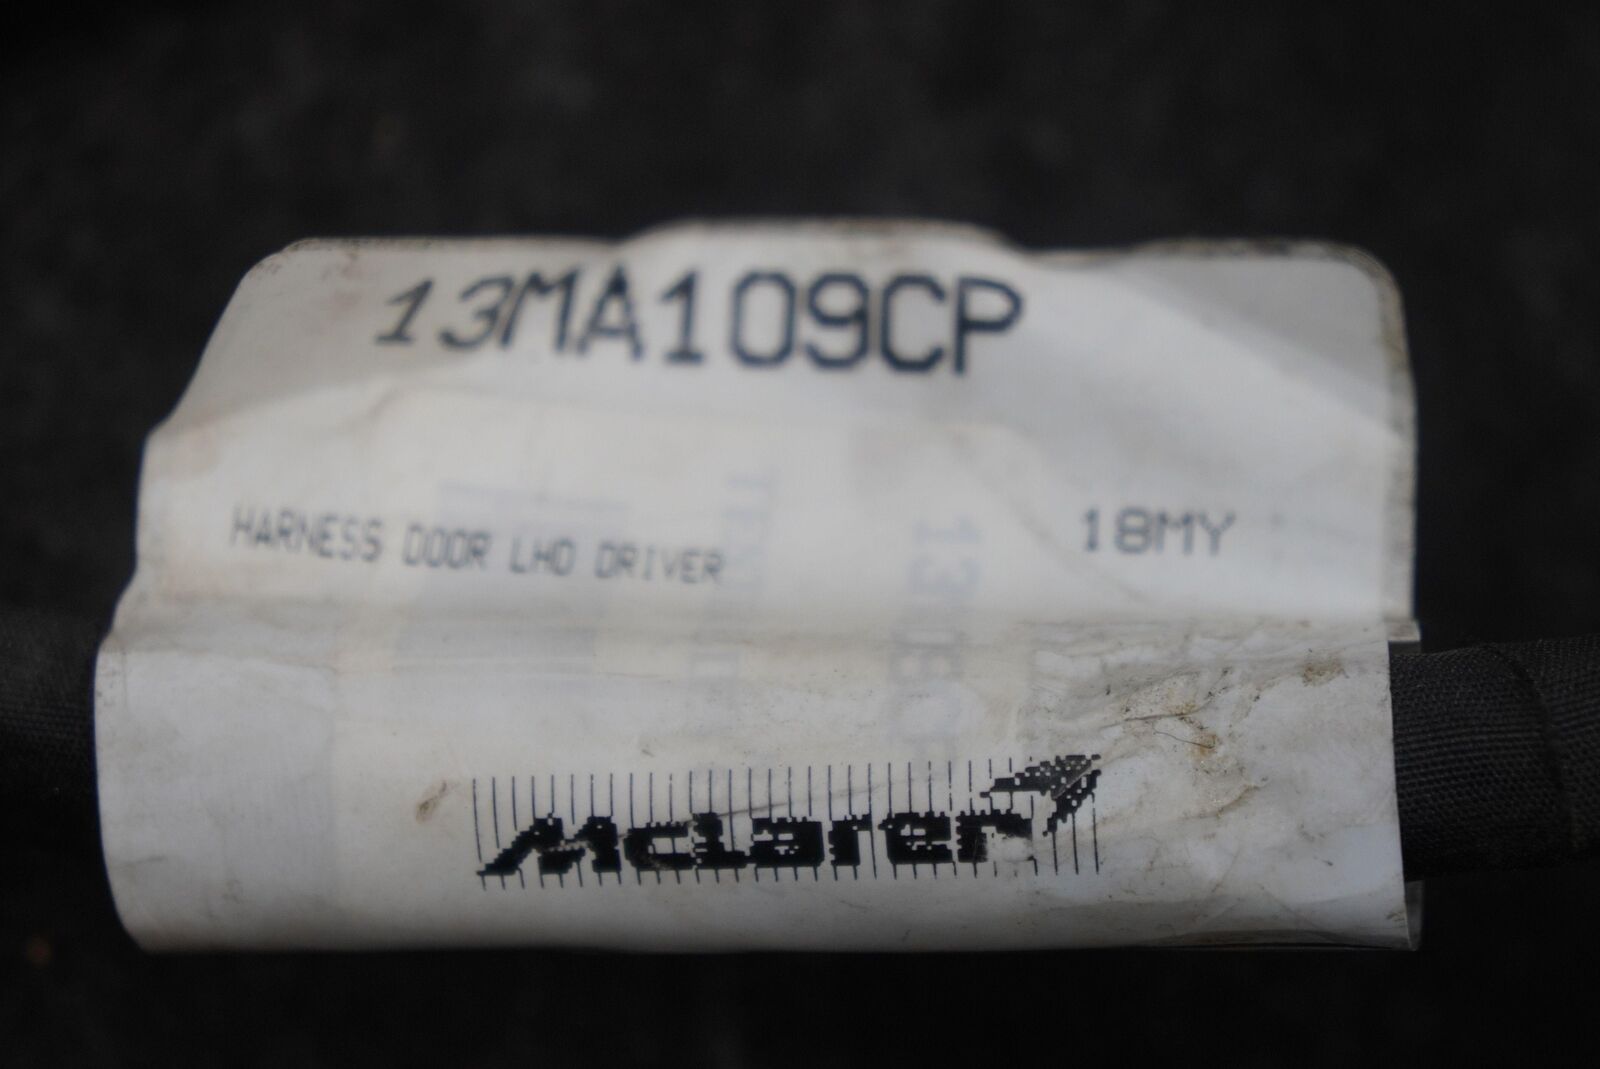 13MA109CP
HARNESS DOOR LHD DRIVER 18MY
McLaren